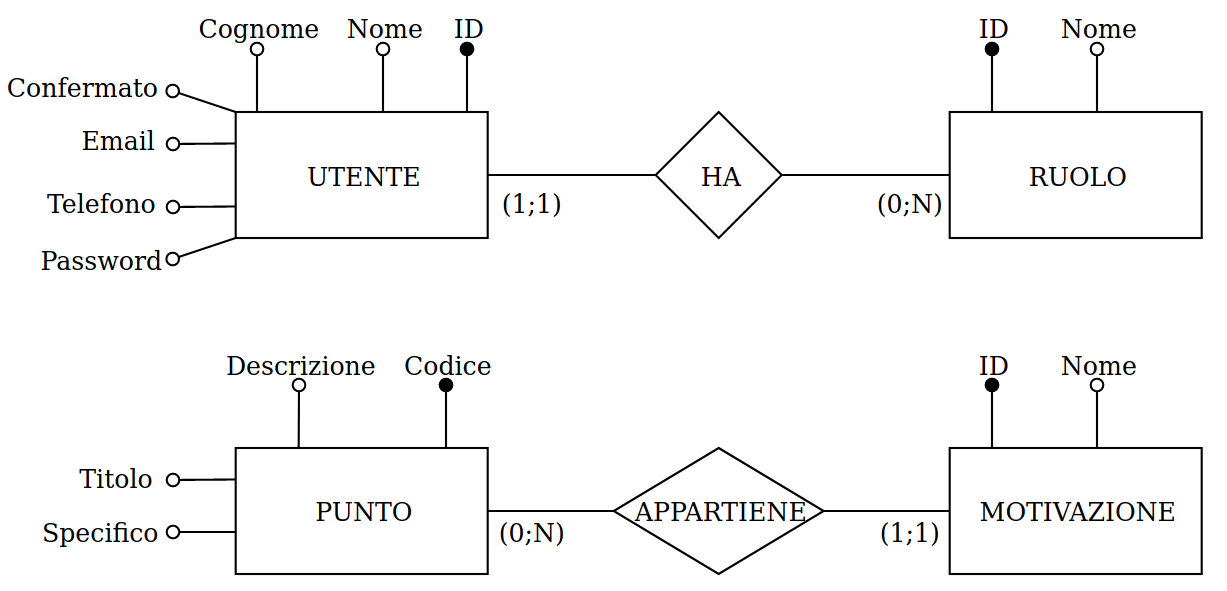 Cognome Nome ID
ID Nome
Confermato
Email
Telefono
Password
UTENTE
(1;1)
HA
(0;N)
RUOLO
Descrizione Codice
ID Nome
Titolo
Specifico
PUNTO
(0;N)
APPARTIENE
(1;1)
MOTIVAZIONE